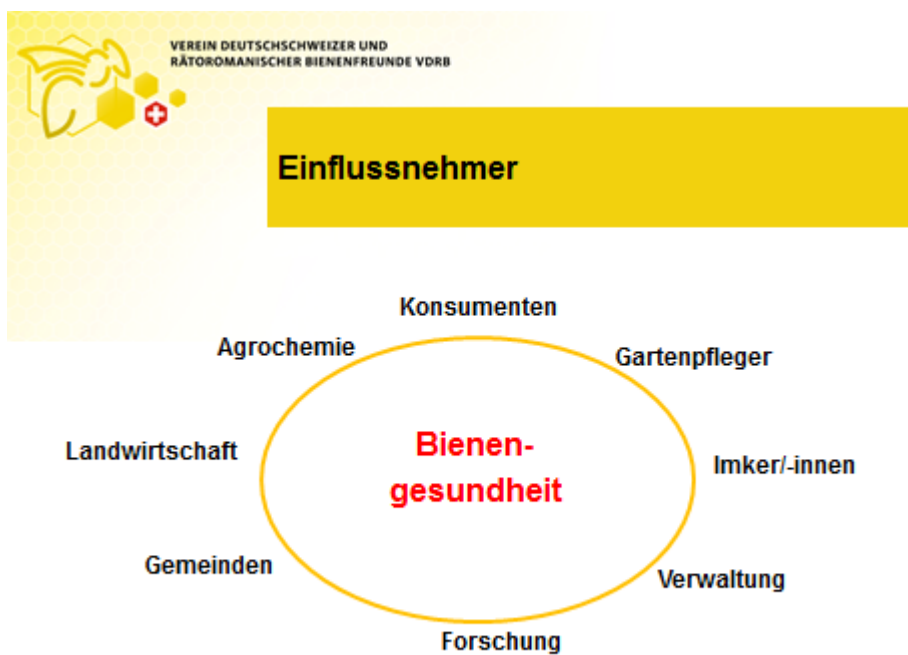 VEREIN DEUTSCHSCHWEIZER UND
RÄTOROMANISCHER BIENENFREUNDE VDRB
Einflussnehmer
Konsumenten
Agrochemie
Gartenpfleger
Landwirtschaft
Bienen-
gesundheit
Imker/-innen
Gemeinden
Verwaltung
Forschung